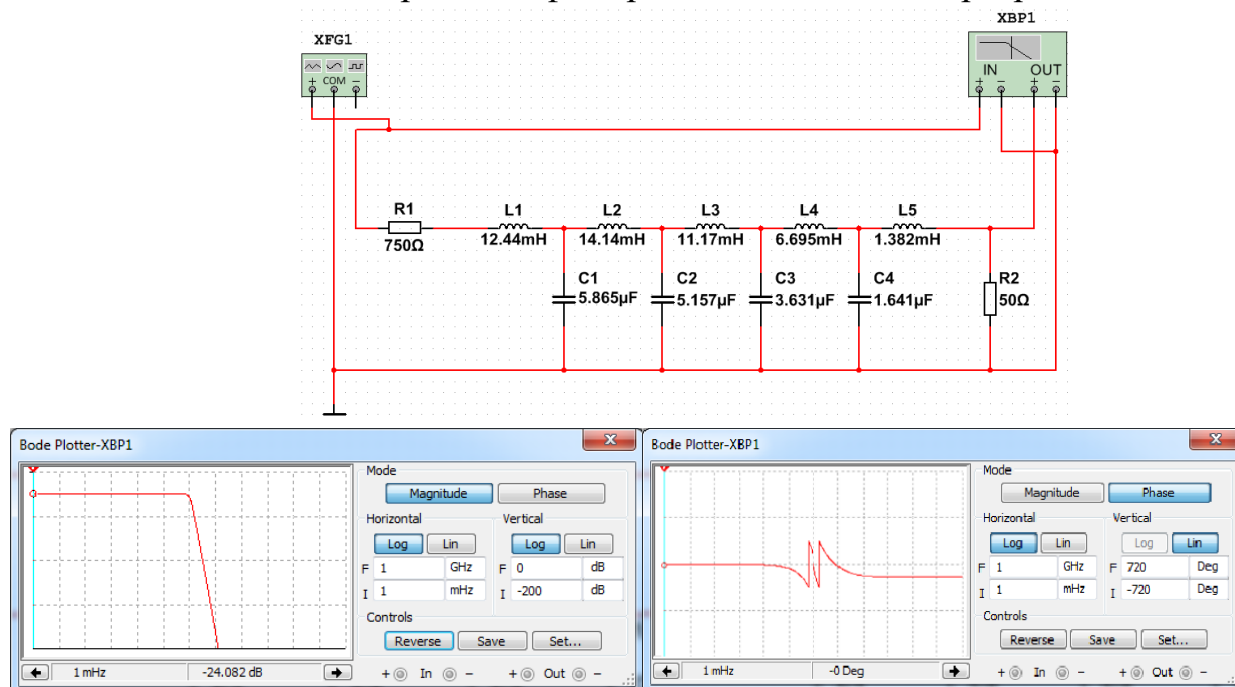 XFG1
COM
XBP1
IN OUT
R1
750Ω
L1
12.44mH
L2
14.14mH
L3
11.17mH
L4
6.695mH
L5
1.382mH
C1
5.865µF
C2
5.157µF
C3
3.631µF
C4
1.641µF
R2
50Ω
Bode Plotter-XBP1
Mode
Magnitude Phase
Horizontal Vertical
Log Lin Log Lin
F 1 GHz F 0 dB
I 1 mHz I -200 dB
Controls
Reverse Save Set...
1 mHz -24.082 dB + In - + Out -
Bode Plotter-XBP1
Mode
Magnitude Phase
Horizontal Vertical
Log Lin Log Lin
F 1 GHz F 720 Deg
I 1 mHz I -720 Deg
Controls
Reverse Save Set...
1 mHz -0 Deg + In - + Out -